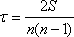 τ = 2S / n(n−1)